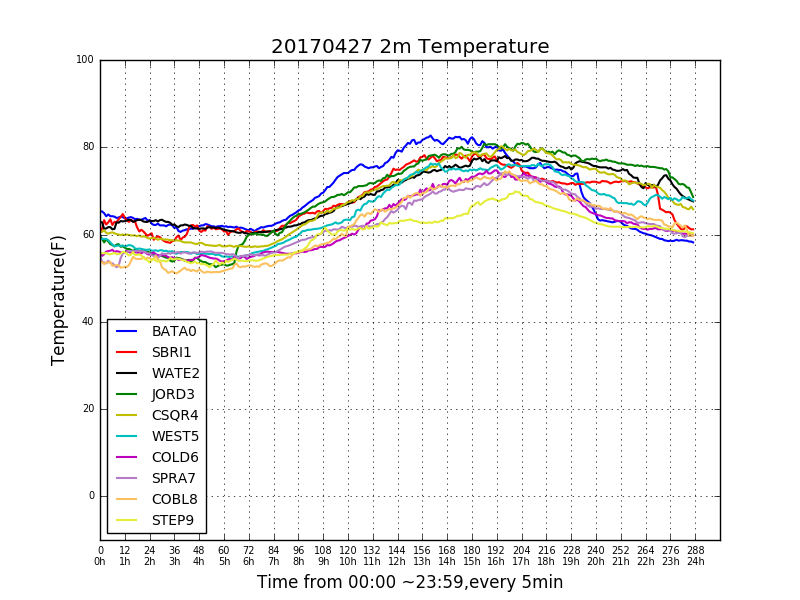 20170427 2m Temperature
100
80
60
40
20
0
Temperature(F)
BATA0
SBRI1
WATE2
JORD3
CSQR4
WEST5
COLD6
SPRA7
COBL8
STEP9
0 12 24 36 48 60 72 84 96 108 120 132 144 156 168 180 192 204 216 228 240 252 264 276 288
0h 1h 2h 3h 4h 5h 6h 7h 8h 9h 10h 11h 12h 13h 14h 15h 16h 17h 18h 19h 20h 21h 22h 23h 24h
Time from 00:00 ~23:59,every 5min